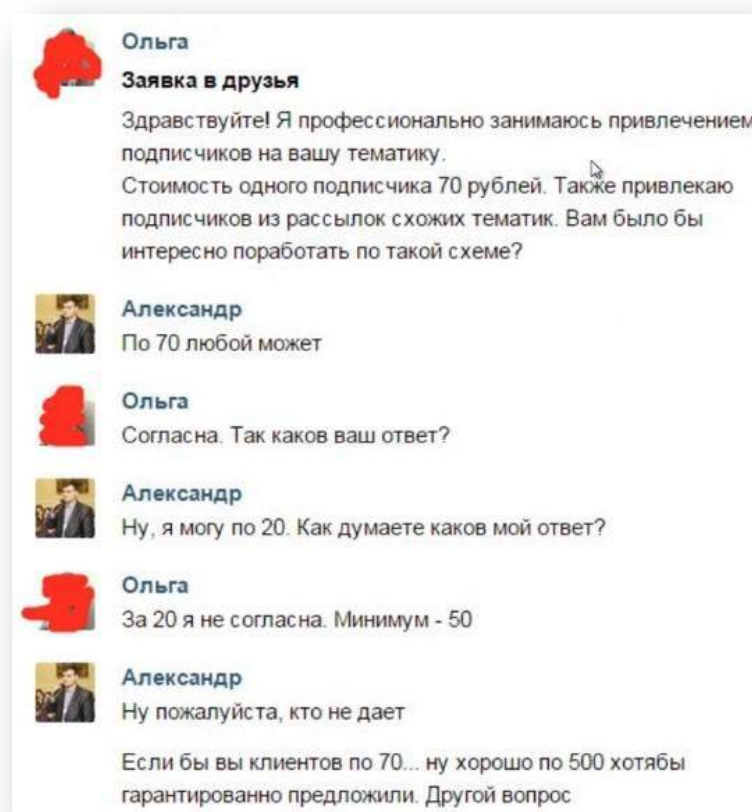 Ольга
Заявка в друзья
Здравствуйте! Я профессионально занимаюсь привлечением
подписчиков на вашу тематику.
Стоимость одного подписчика 70 рублей. Также привлекаю
подписчиков из рассылок схожих тематик. Вам было бы
интересно поработать по такой схеме?
Александр
По 70 любой может
Ольга
Согласна. Так каков ваш ответ?
Александр
Ну, я могу по 20. Как думаете каков мой ответ?
Ольга
За 20 я не согласна. Минимум - 50
Александр
Ну пожалуйста, кто не дает
Если бы вы клиентов по 70... ну хорошо по 500 хотябы
гарантированно предложили. Другой вопрос